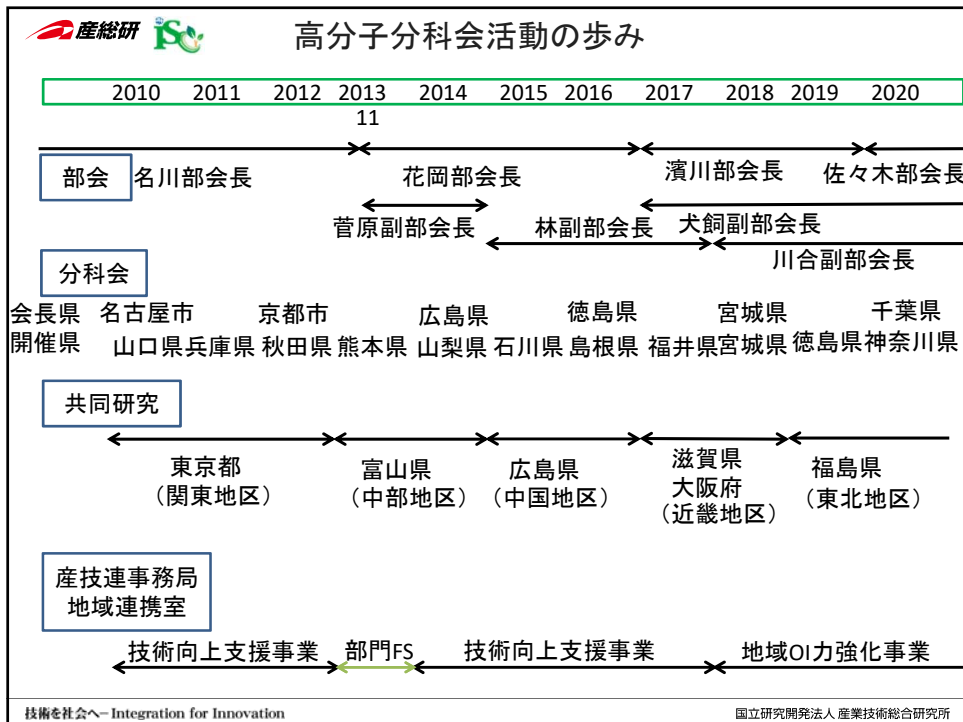 産総研 isc 高分子分科会活動の歩み
2010 2011 2012 2013 2014 2015 2016 2017 2018 2019 2020
11
部会 名川部会長 花岡部会長 濱川部会長 佐々木部会長
菅原副部会長 林副部会長 犬飼副部会長
川合副部会長
分科会
会長県 名古屋市 京都市 広島県 徳島県 宮城県 千葉県
開催県 山口県 兵庫県 秋田県 熊本県 山梨県 石川県 島根県 福井県 宮城県 徳島県 神奈川県
共同研究
東京都 富山県 広島県 滋賀県 福島県
大阪府
（関東地区） （中部地区） （中国地区） （近畿地区） （東北地区）
産技連事務局
地域連携室
技術向上支援事業 部門FS 技術向上支援事業 地域OI力強化事業
技術を社会へ－Integration for Innovation 国立研究開発法人 産業技術総合研究所